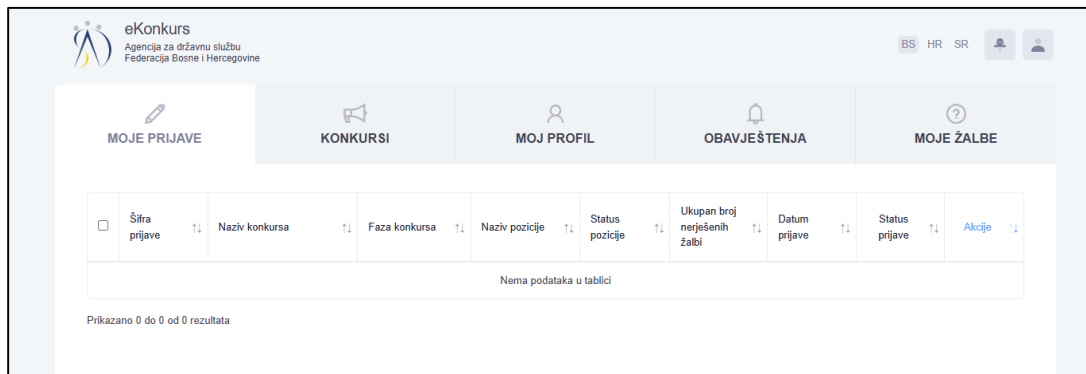 eKonkurs
Agencija za državnu službu
Federacija Bosne i Hercegovine
BS HR SR
MOJE PRIJAVE
KONKURSI
MOJ PROFIL
OBAVJEŠTENJA
MOJE ŽALBE
Šifra
prijave
Naziv konkursa
Faza konkursa
Naziv pozicije
Status
pozicije
Ukupan broj
nerješenih
žalbi
Datum
prijave
Status
prijave
Akcije
Nema podataka u tablici
Prikazano 0 do 0 od 0 rezultata